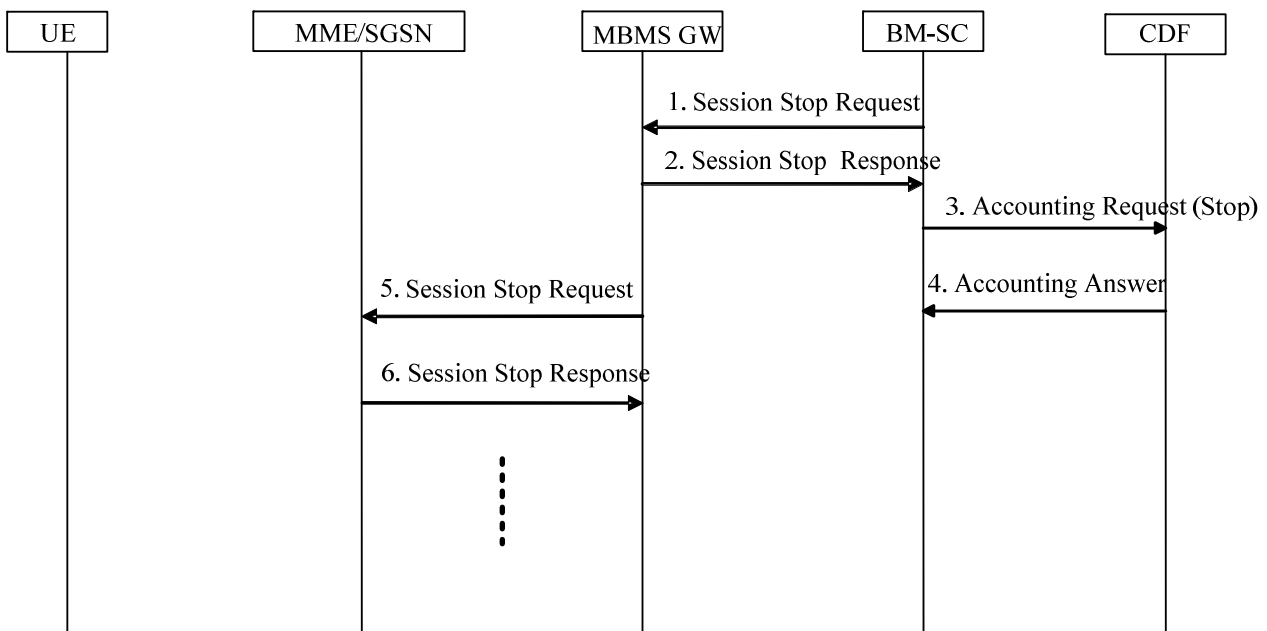 UE
MME/SGSN
MBMS GW
BM-SC
CDF
1. Session Stop Request
2. Session Stop Response
3. Accounting Request (Stop)
4. Accounting Answer
5. Session Stop Request
6. Session Stop Response